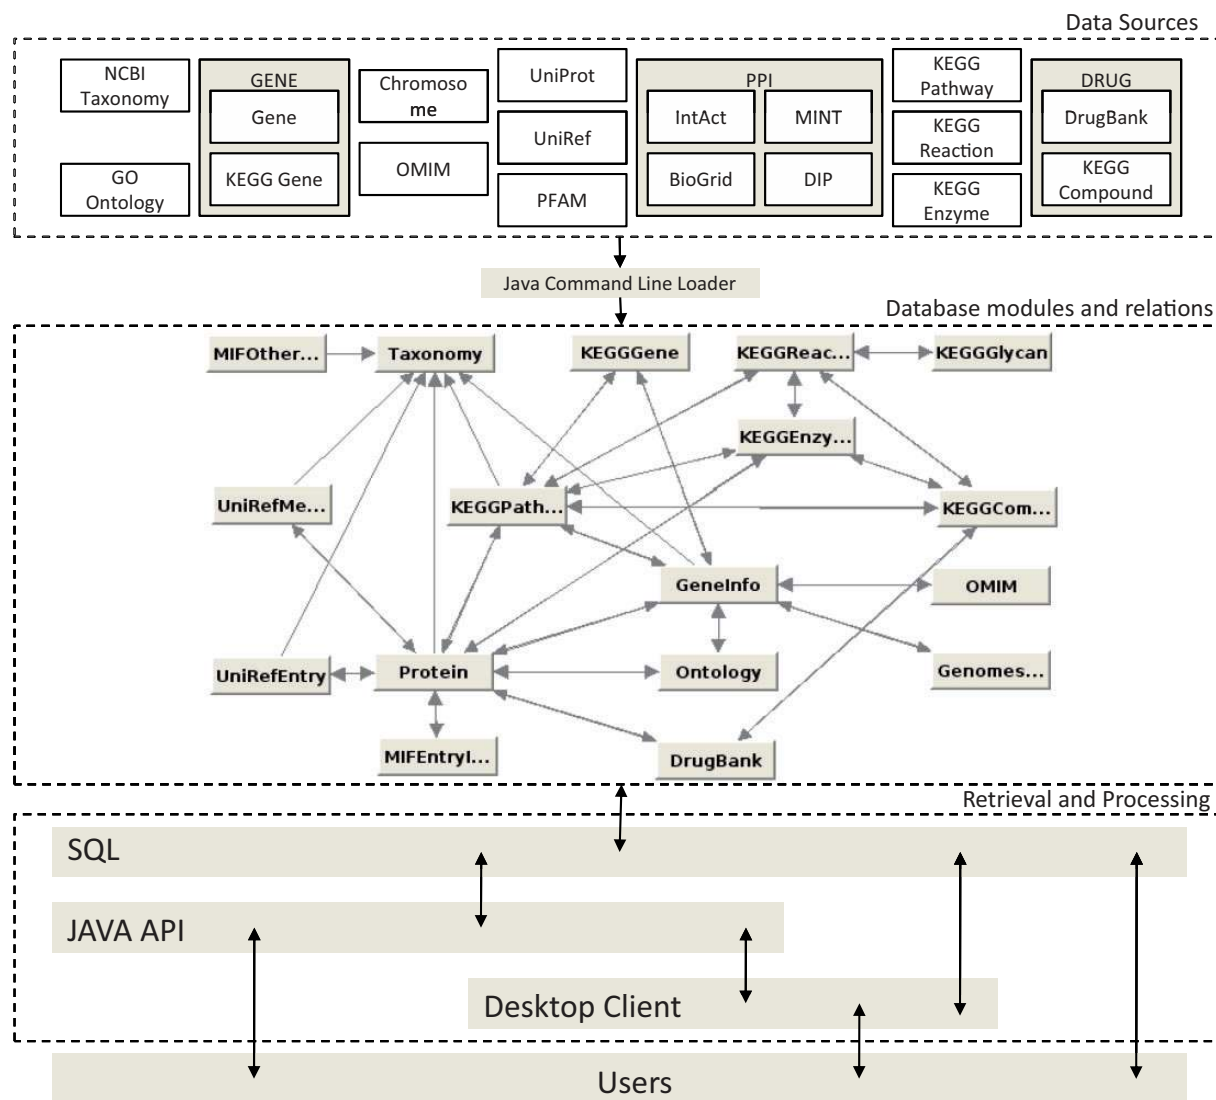 Data Sources
NCBI
Taxonomy
GENE
Gene
KEGG Gene
GO
Ontology
Chromoso
me
OMIM
UniProt
UniRef
PFAM
PPI
IntAct
MINT
BioGrid
DIP
KEGG
Pathway
KEGG
Reaction
KEGG
Enzyme
DRUG
DrugBank
KEGG
Compound
Java Command Line Loader
Database modules and relations
MIFOther...
Taxonomy
KEGGGene
KEGGReac...
KEGGGlycan
KEGGEnzy...
UniRefMe...
KEGGPath...
KEGGCom...
GeneInfo
OMIM
UniRefEntry
Protein
Ontology
Genomes...
MIFEntryI...
DrugBank
Retrieval and Processing
SQL
JAVA API
Desktop Client
Users